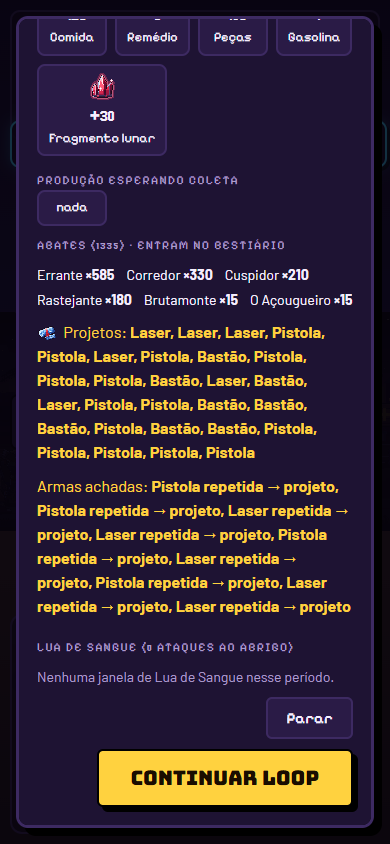 Comida Remédio Peças Gasolina
+30
Fragmento lunar
PRODUÇÃO ESPERANDO COLETA
nada
ABATES (1335) · ENTRAM NO BESTIÁRIO
Errante ×585 Corredor ×330 Cuspidor ×210
Rastejante ×180 Brutamonte ×15 O Açougueiro ×15
Projetos: Laser, Laser, Laser, Pistola,
Pistola, Laser, Pistola, Bastão, Pistola,
Pistola, Pistola, Bastão, Laser, Bastão,
Laser, Pistola, Pistola, Bastão, Bastão,
Bastão, Pistola, Bastão, Bastão, Pistola,
Pistola, Pistola, Pistola, Pistola
Armas achadas: Pistola repetida → projeto,
Pistola repetida → projeto, Laser repetida →
projeto, Laser repetida → projeto, Pistola
repetida → projeto, Laser repetida →
projeto, Pistola repetida → projeto, Laser
repetida → projeto, Laser repetida → projeto
LUA DE SANGUE (0 ATAQUES AO ABRIGO)
Nenhuma janela de Lua de Sangue nesse período.
Parar
CONTINUAR LOOP